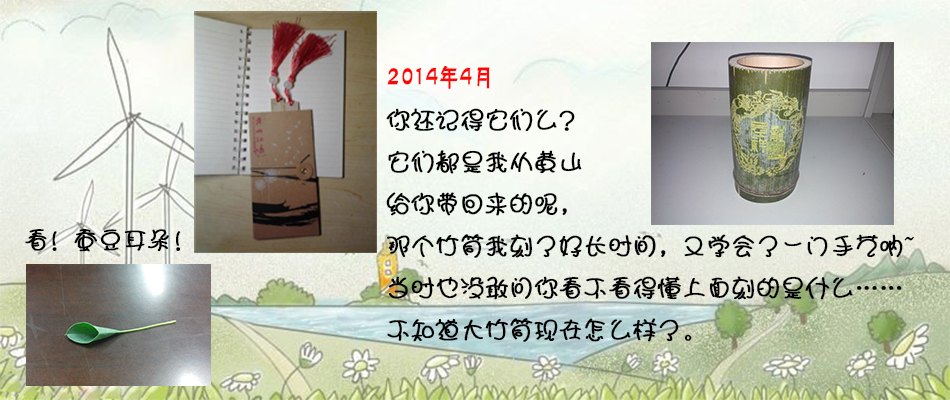 2014年4月
你还记得它们么？
它们都是我从黄山
给你带回来的呢，
那个竹筒我刻了好长时间，又学会了一门手艺呐~
当时也没敢问你看不看得懂上面刻的是什么……
不知道大竹筒现在怎么样了。
看！蚕豆耳朵！